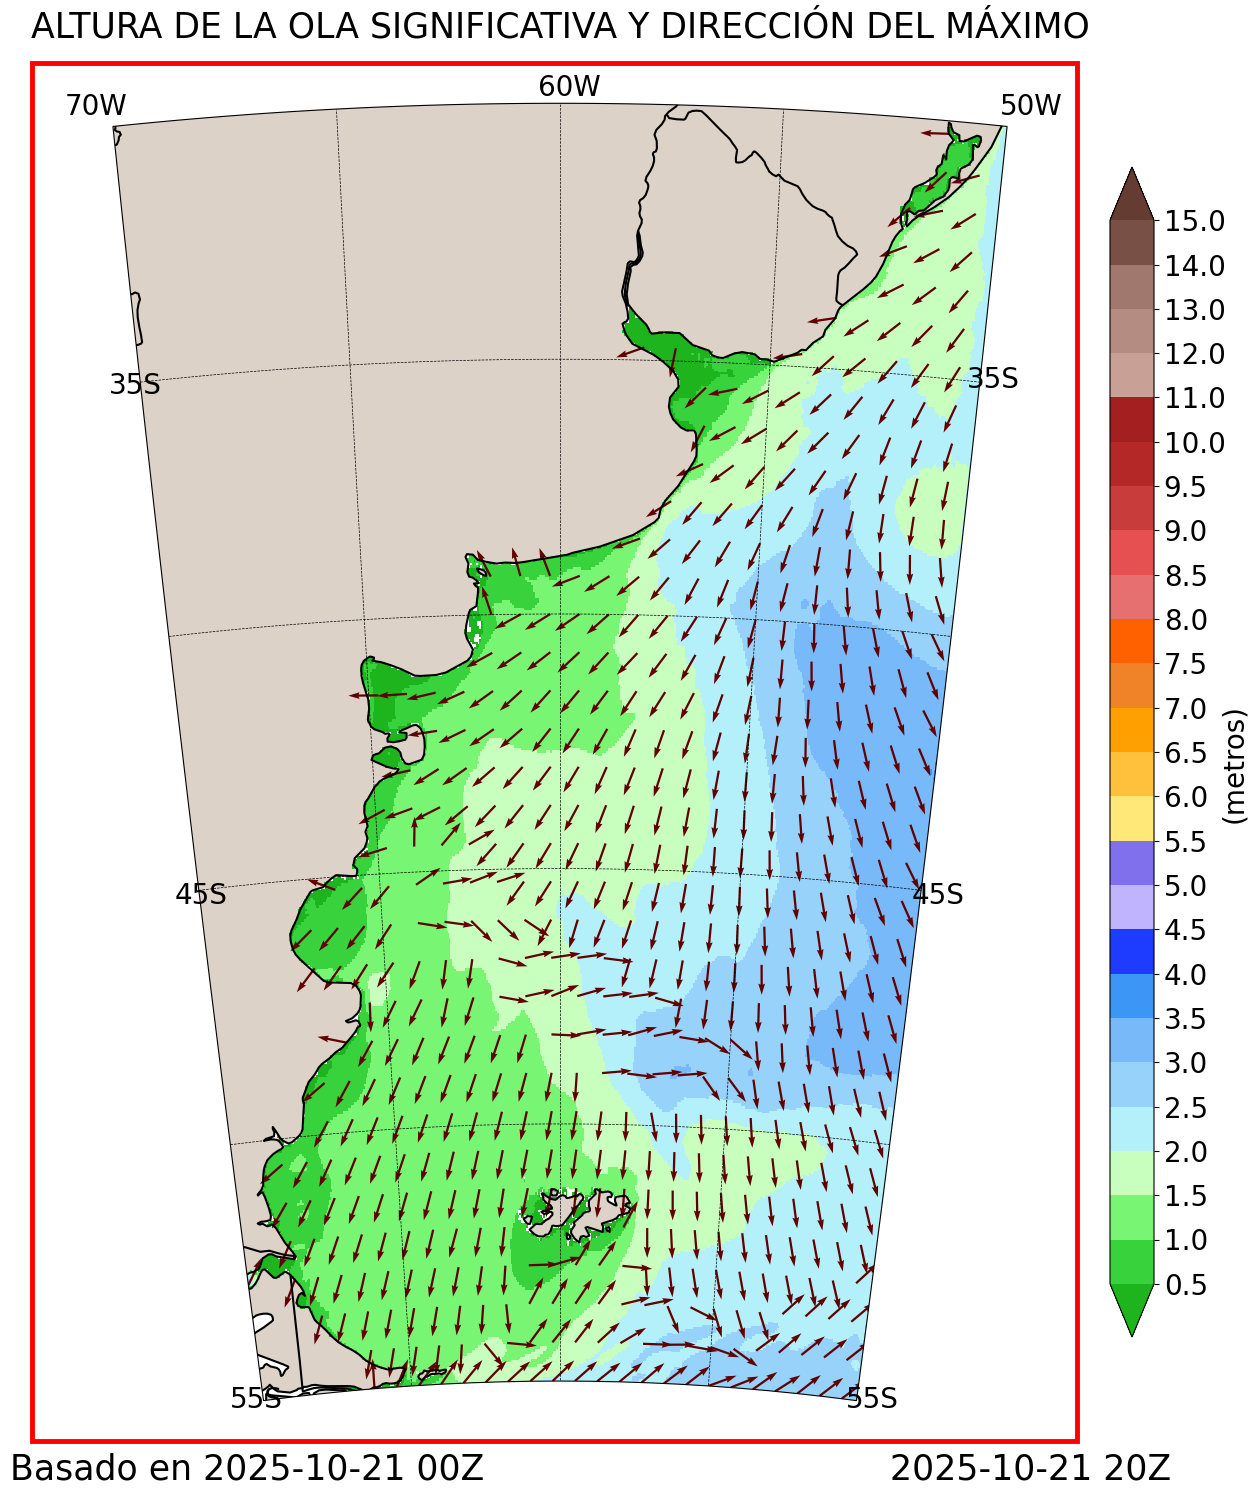 ALTURA DE LA OLA SIGNIFICATIVA Y DIRECCIÓN DEL MÁXIMO
70W
60W
50W
35S
35S
45S
45S
55S
55S
15.0
14.0
13.0
12.0
11.0
10.0
9.5
9.0
8.5
8.0
7.5
7.0
6.5
6.0
5.5
5.0
4.5
4.0
3.5
3.0
2.5
2.0
1.5
1.0
0.5
(metros)
Basado en 2025-10-21 00Z
2025-10-21 20Z